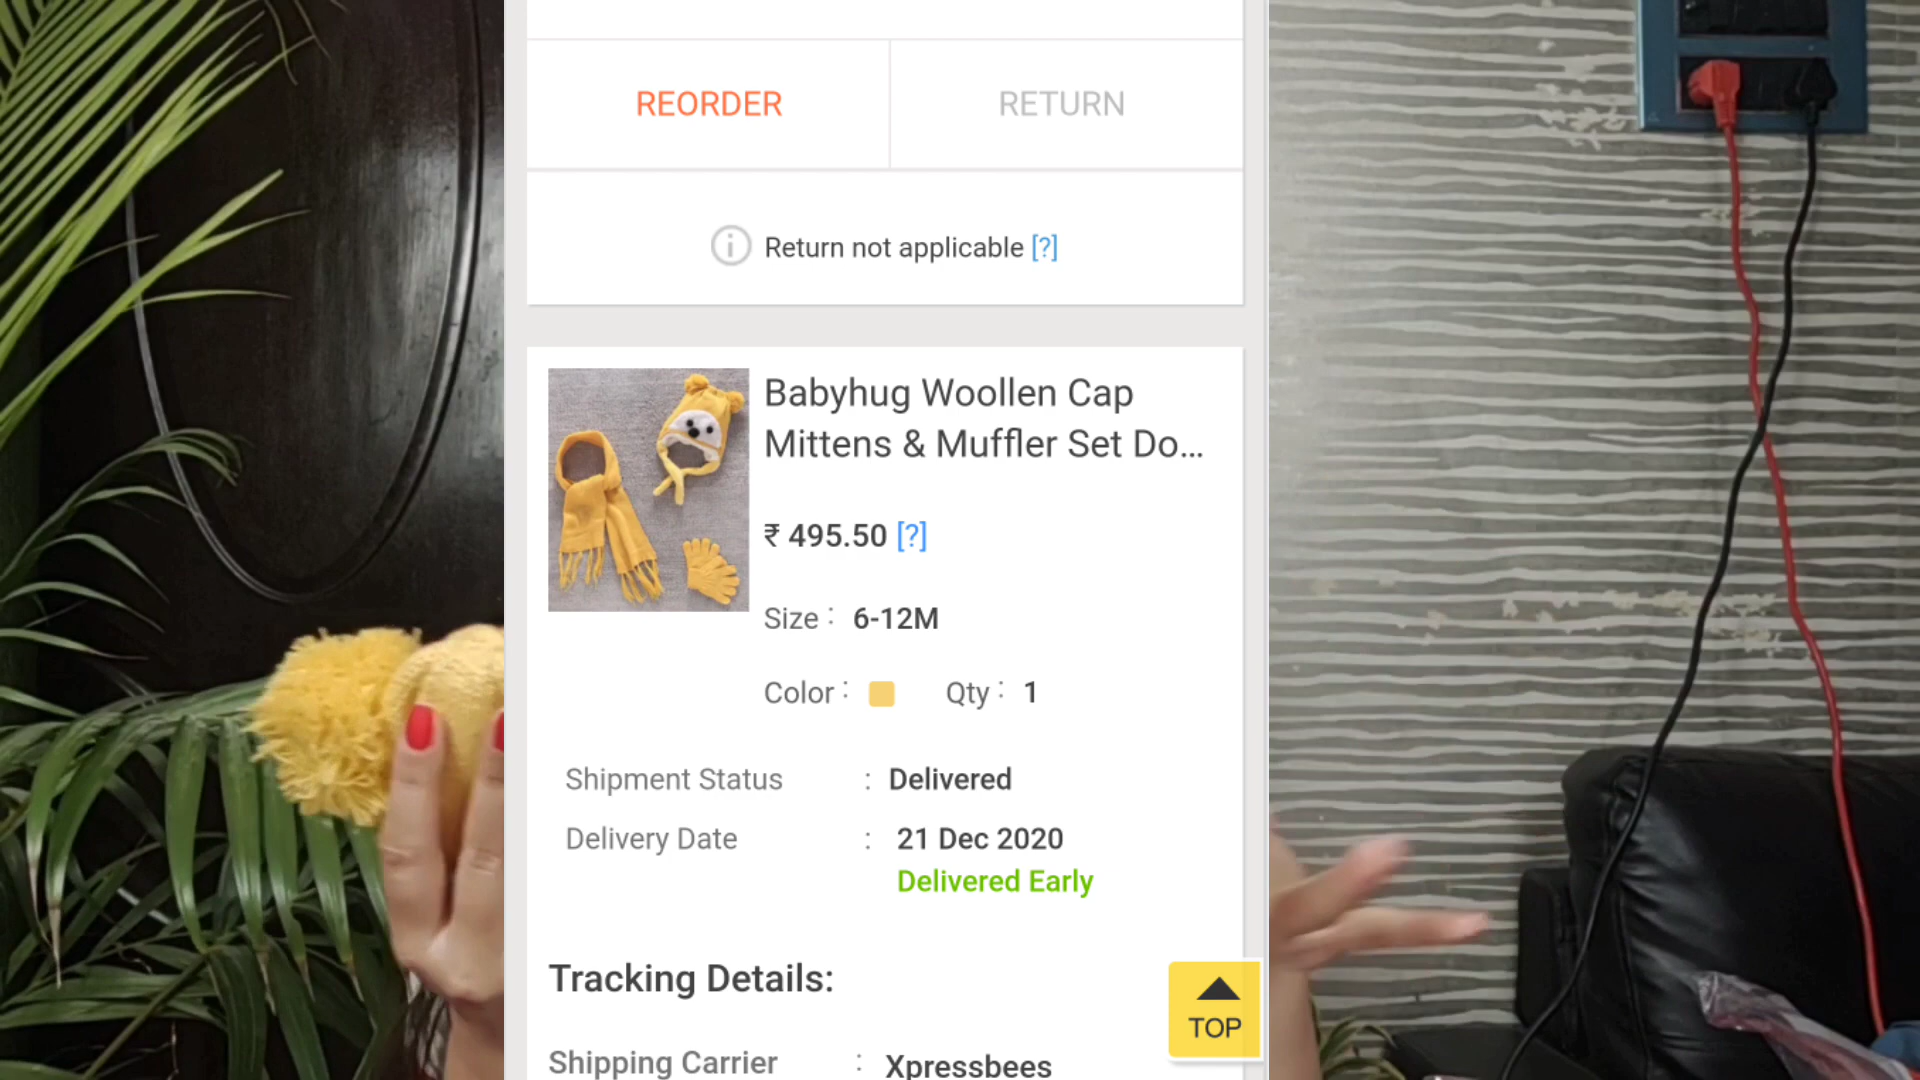 REORDER
RETURN
Return not applicable [?]
Babyhug Woollen Cap
Mittens & Muffler Set Do...
₹ 495.50 [?]
Size : 6-12M
Color : Qty : 1
Shipment Status : Delivered
Delivery Date : 21 Dec 2020
Delivered Early
Tracking Details:
TOP
Shipping Carrier : Xpressbees